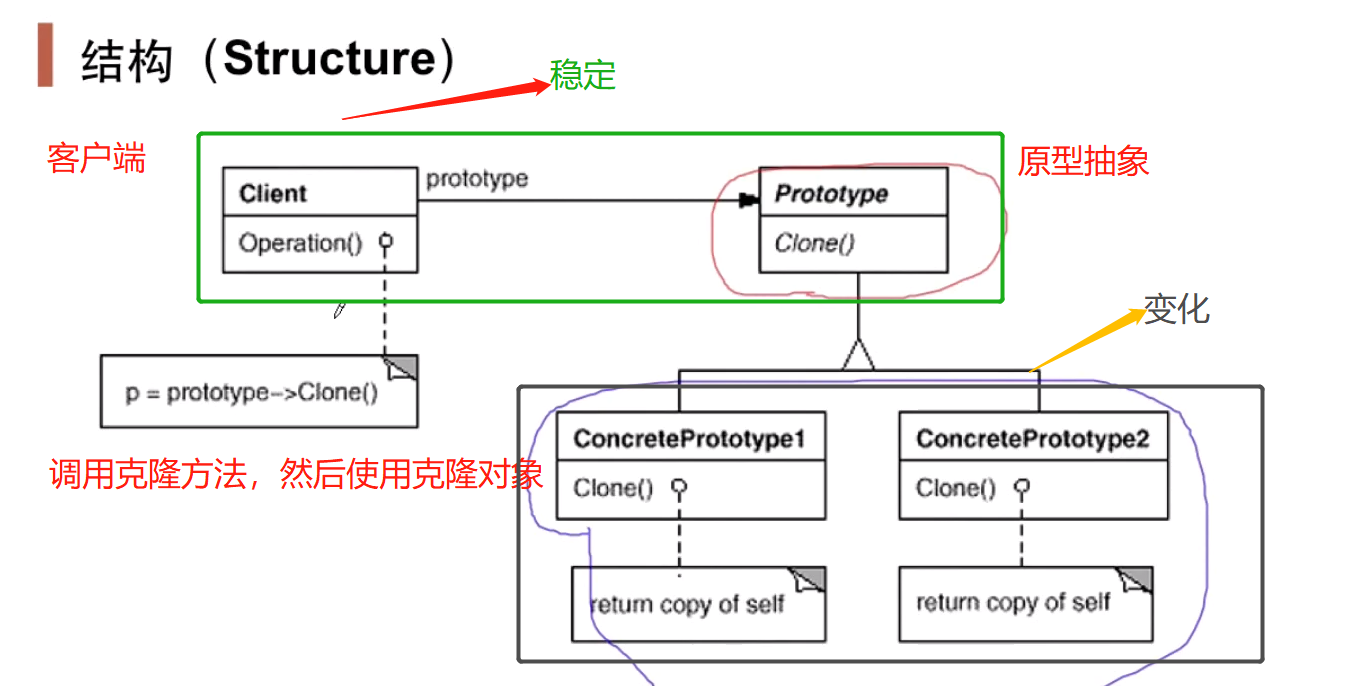 结构（Structure）
稳定
客户端
原型抽象
prototype
Client
Prototype
Operation()
Clone()
变化
p = prototype->Clone()
ConcretePrototype1
ConcretePrototype2
调用克隆方法，然后使用克隆对象
Clone()
Clone()
return copy of self
return copy of self